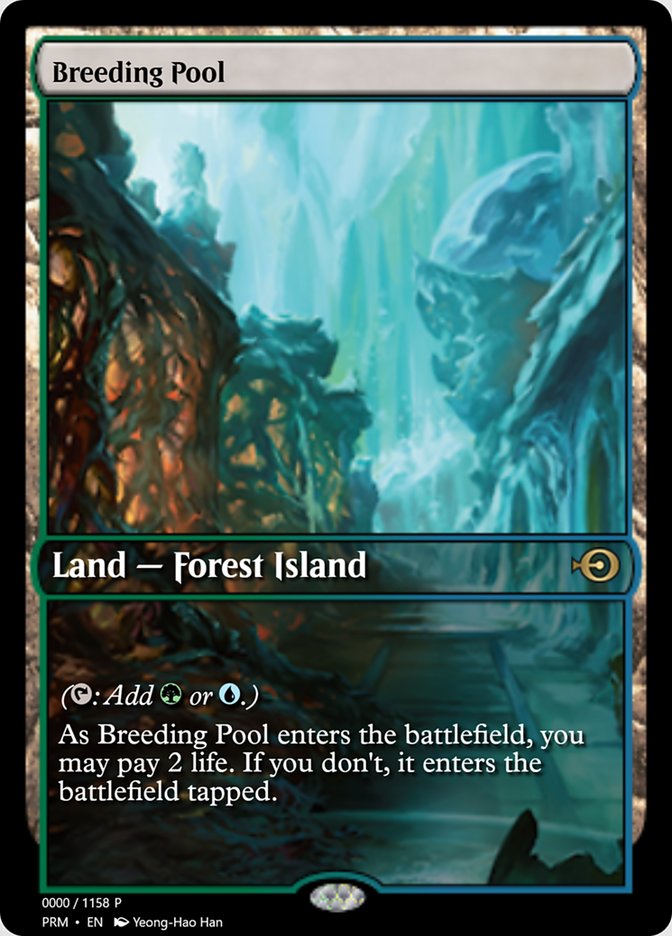 Breeding Pool
Land — Forest Island
(: Add or .)
As Breeding Pool enters the battlefield, you
may pay 2 life. If you don't, it enters the
battlefield tapped.
0000 / 1158 P
PRM • EN Yeong-Hao Han